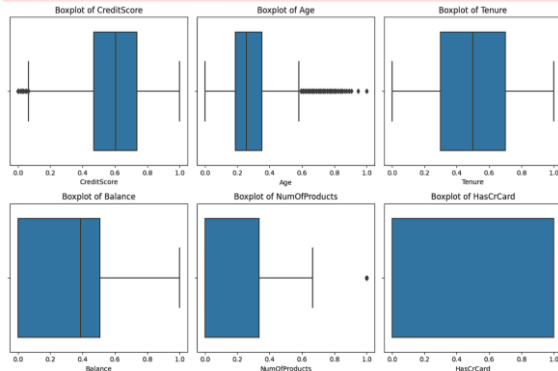 Boxplot of CreditScore
Boxplot of Age
Boxplot of Tenure
0.0 0.2 0.4 0.6 0.8 1.0
0.0 0.2 0.4 0.6 0.8 1.0
0.0 0.2 0.4 0.6 0.8 1.0
CreditScore
Age
Tenure
Boxplot of Balance
Boxplot of NumOfProducts
Boxplot of HasCrCard
0.0 0.2 0.4 0.6 0.8 1.0
0.0 0.2 0.4 0.6 0.8 1.0
0.0 0.2 0.4 0.6 0.8 1.0
Balance
NumOfProducts
HasCrCard